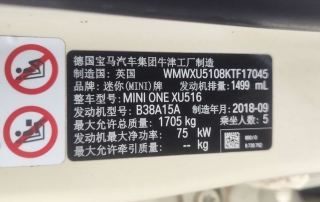 德国宝马汽车集团牛津工厂制造
制造国：英国 WMWXU5108KTF17045
品牌：迷你(MINI)牌 发动机排量：1499 mL
整车型号：MINI ONE XU516
发动机型号：B38A15A 制造年月：2018-09
最大允许总质量：1705 kg 乘坐人数：5
发动机最大净功率： 75 kW
最大允许牵引质量： -- kg